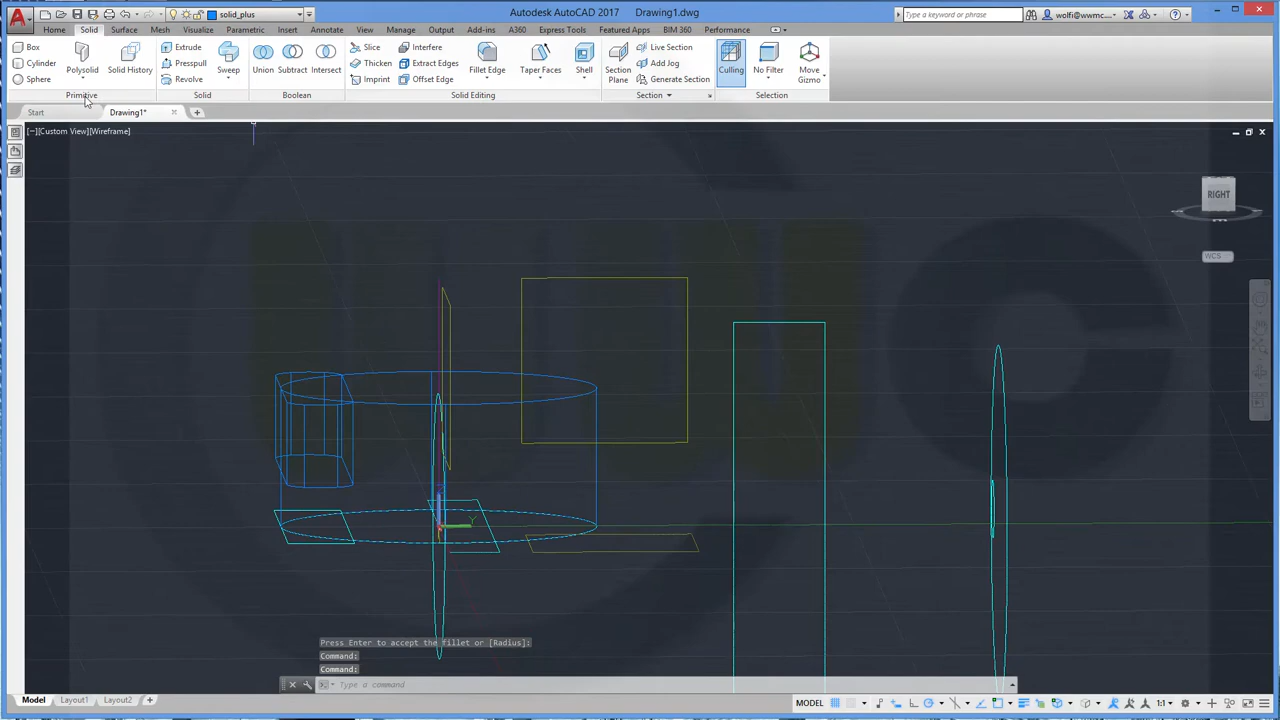 solid_plus
Autodesk AutoCAD 2017 Drawing1.dwg
Type a keyword or phrase
wolfi@wwmc...
Home Solid Surface Mesh Visualize Parametric Insert Annotate View Manage Output Add-ins A360 Express Tools Featured Apps BIM 360 Performance
Box
Cylinder
Sphere
Polysolid
Solid History
Extrude
Presspull
Revolve
Sweep
Union
Subtract
Intersect
Slice
Thicken
Imprint
Interfere
Extract Edges
Offset Edge
Fillet Edge
Taper Faces
Shell
Section
Plane
Live Section
Add Jog
Generate Section
Culling
No Filter
Move
Gizmo
Primitive Solid Boolean Solid Editing Section Selection
Start Drawing1*
[−][Custom View][Wireframe]
RIGHT
WCS
Y
Press Enter to accept the fillet or [Radius]:
Command:
Command:
Type a command
Model Layout1 Layout2
MODEL
1:1